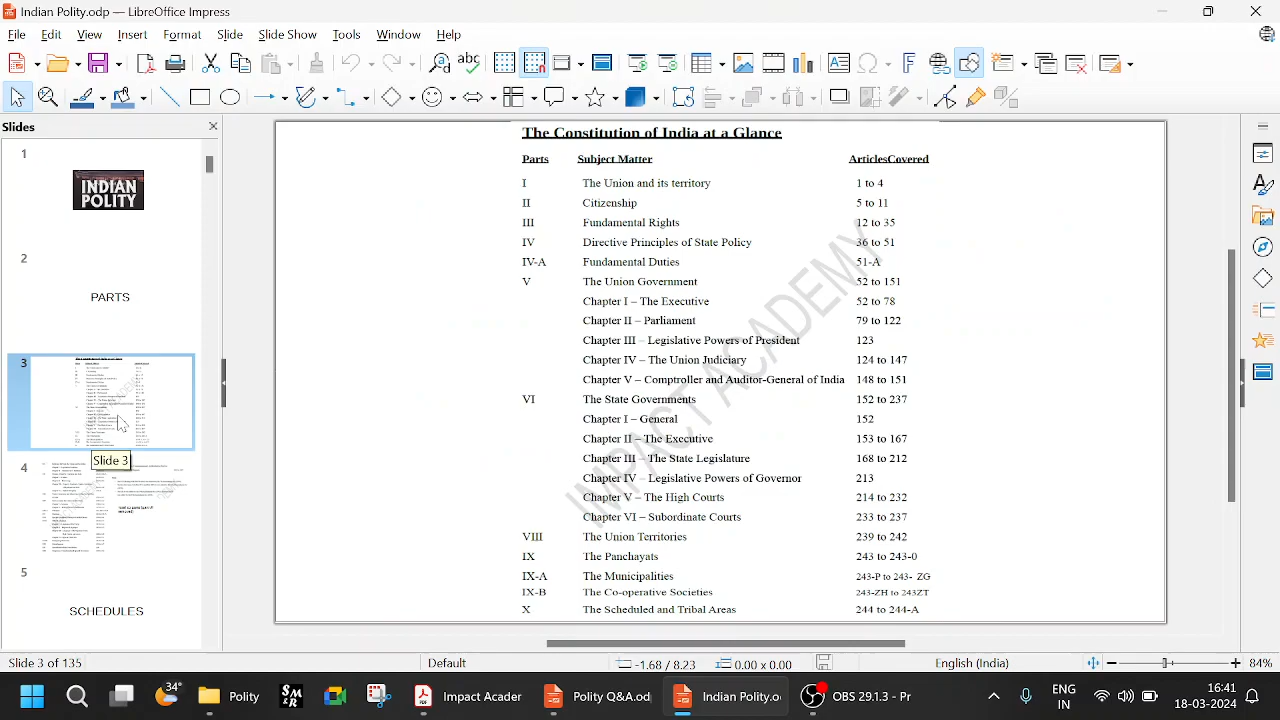 Indian Polity.odp — LibreOffice Impress
File Edit View Insert Format Slide Slide Show Tools Window Help
Slides
1
INDIAN
POLITY
2
PARTS
3
Slide 3
4
5
SCHEDULES
The Constitution of India at a Glance
Parts Subject Matter ArticlesCovered
I The Union and its territory 1 to 4
II Citizenship 5 to 11
III Fundamental Rights 12 to 35
IV Directive Principles of State Policy 36 to 51
IV-A Fundamental Duties 51-A
V The Union Government 52 to 151
Chapter I – The Executive 52 to 78
Chapter II – Parliament 79 to 122
Chapter III – Legislative Powers of President 123
Chapter IV – The Union Judiciary 124 to 147
Chapter V – Comptroller and Auditor-General of India 148 to 151
VI The State Governments 152 to 237
Chapter I – General 152
Chapter II – The Executive 153 to 167
Chapter III – The State Legislature 168 to 212
Chapter IV – Legislative Powers of Governor 213
Chapter V – The High Courts 214 to 232
Chapter VI – Subordinate Courts 233 to 237
VIII The Union Territories 239 to 242
IX The Panchayats 243 to 243-0
IX-A The Municipalities 243-P to 243- ZG
IX-B The Co-operative Societies 243-ZH to 243ZT
X The Scheduled and Tribal Areas 244 to 244-A
IMPACT ACADEMY
Slide 3 of 135 Default -1.68 / 8.23 0.00 x 0.00 English (India) 84%
34° Polity Impact Acader Polity Q&A.od Indian Polity.o OBS 29.1.3 - Pr ENG IN 16:41 18-03-2024